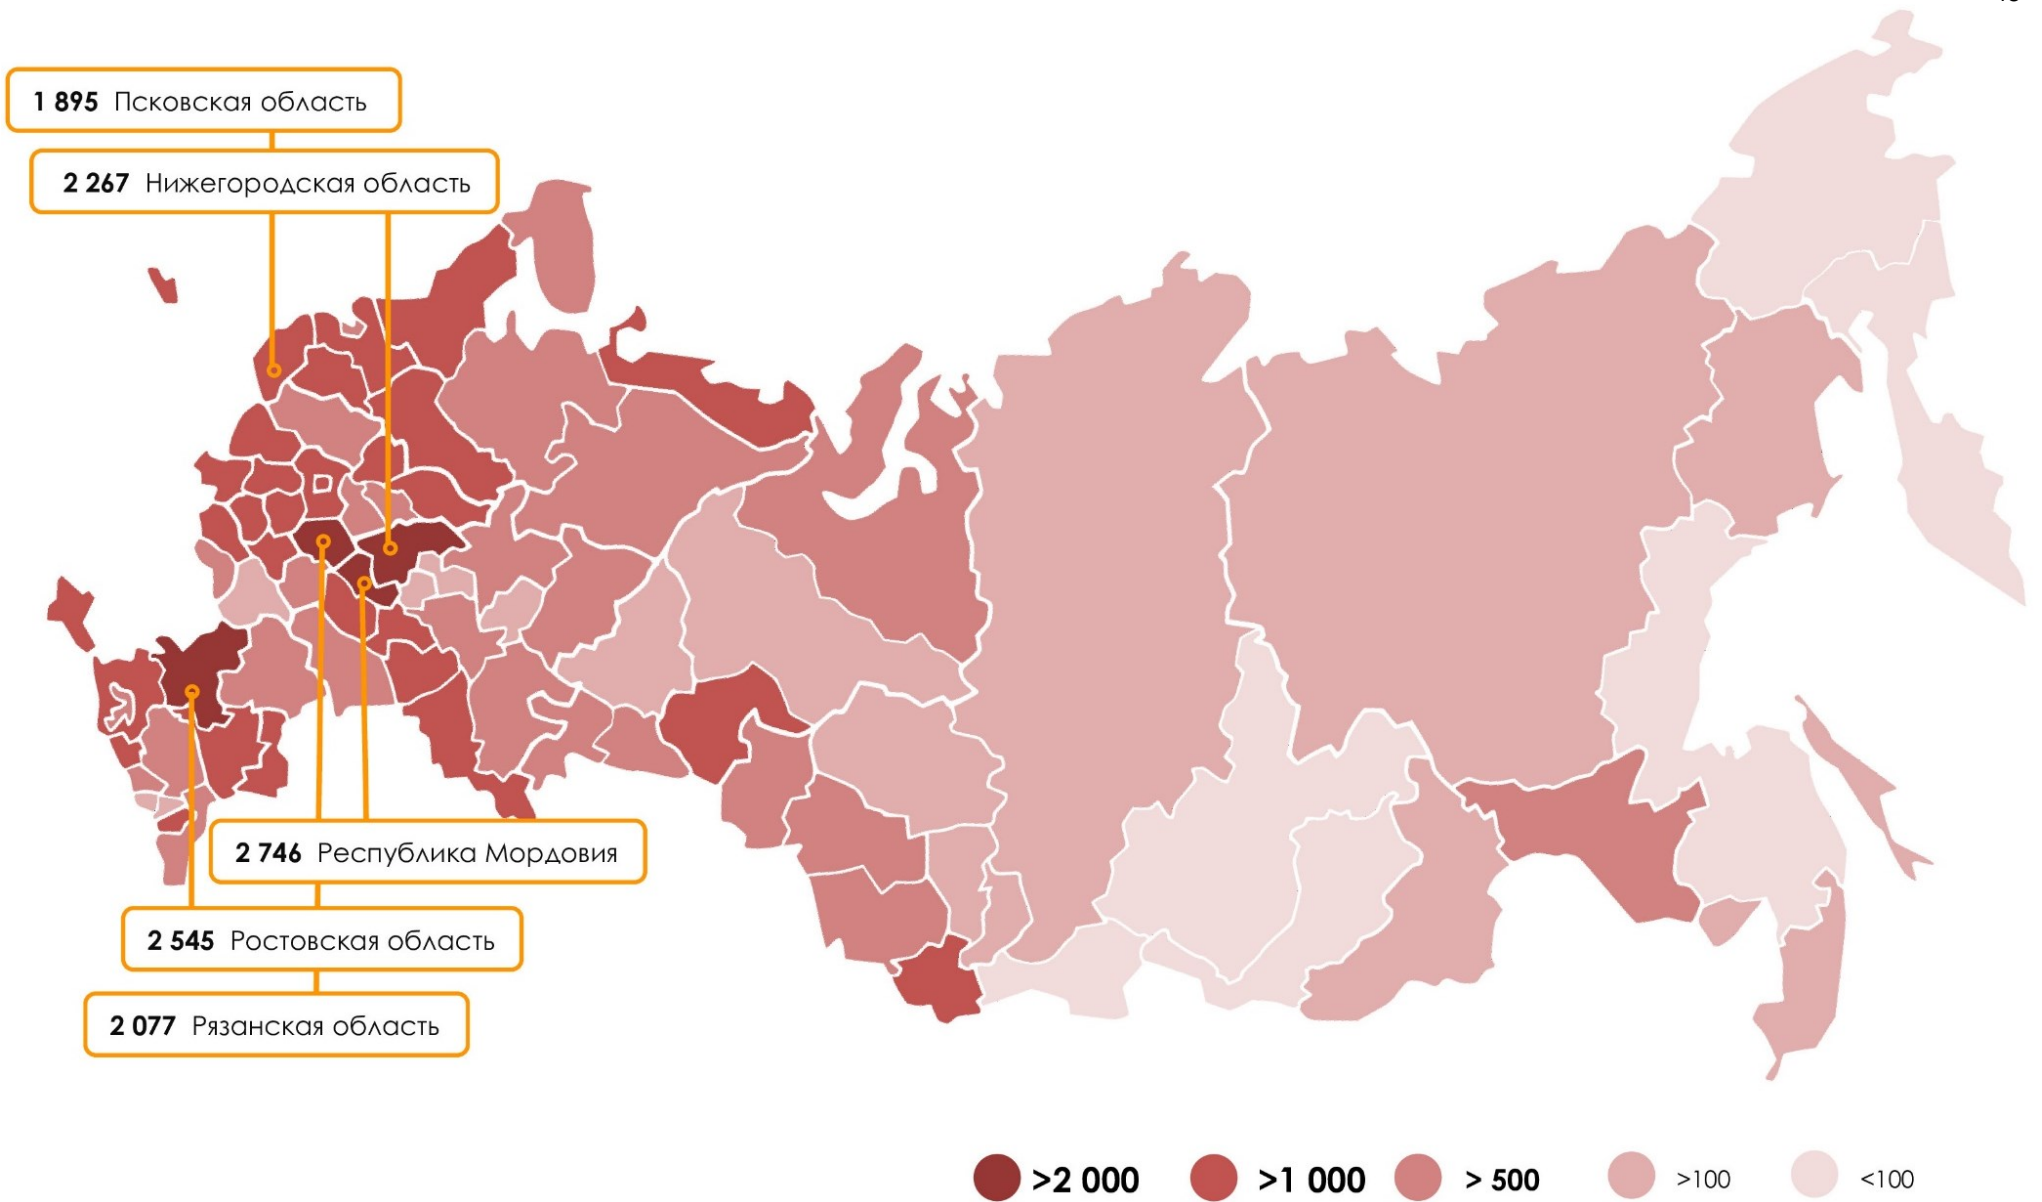 1 895 Псковская область
2 267 Нижегородская область
2 746 Республика Мордовия
2 545 Ростовская область
2 077 Рязанская область
>2 000 >1 000 > 500 >100 <100